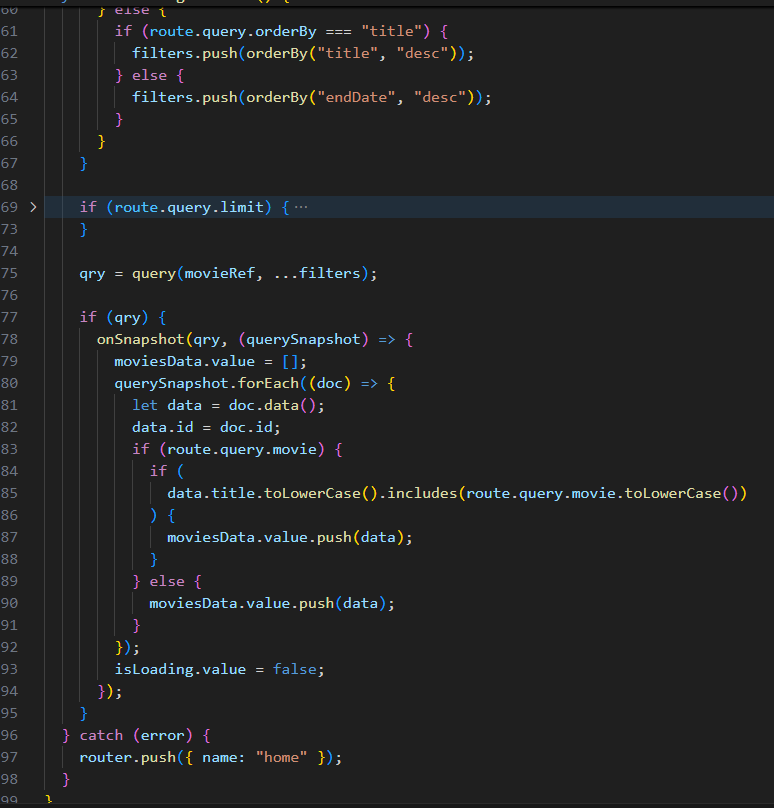 60 } else {
61 if (route.query.orderBy === "title") {
62 filters.push(orderBy("title", "desc"));
63 } else {
64 filters.push(orderBy("endDate", "desc"));
65 }
66 }
67 }
68
69 > if (route.query.limit) { ···
73 }
74
75 qry = query(movieRef, ...filters);
76
77 if (qry) {
78 onSnapshot(qry, (querySnapshot) => {
79 moviesData.value = [];
80 querySnapshot.forEach((doc) => {
81 let data = doc.data();
82 data.id = doc.id;
83 if (route.query.movie) {
84 if (
85 data.title.toLowerCase().includes(route.query.movie.toLowerCase())
86 ) {
87 moviesData.value.push(data);
88 }
89 } else {
90 moviesData.value.push(data);
91 }
92 });
93 isLoading.value = false;
94 });
95 }
96 } catch (error) {
97 router.push({ name: "home" });
98 }
99 }